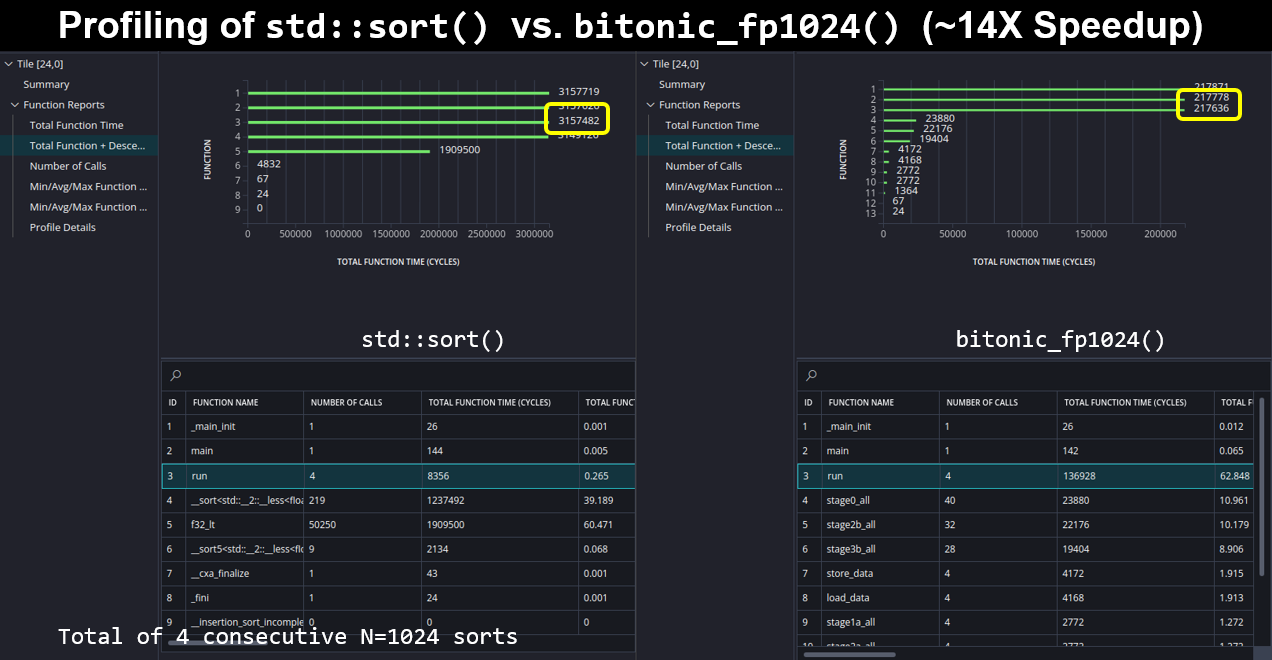 Profiling of std::sort() vs. bitonic_fp1024() (~14X Speedup)
Tile [24,0]
Summary
Function Reports
Total Function Time
Total Function + Desce...
Number of Calls
Min/Avg/Max Function ...
Min/Avg/Max Function ...
Profile Details
FUNCTION
1 3157719
2
3 3157482
4
5 1909500
6 4832
7 67
8 24
9 0
0 500000 1000000 1500000 2000000 2500000 3000000
TOTAL FUNCTION TIME (CYCLES)
std::sort()
ID FUNCTION NAME NUMBER OF CALLS TOTAL FUNCTION TIME (CYCLES) TOTAL FUNC
1 _main_init 1 26 0.001
2 main 1 144 0.005
3 run 4 8356 0.265
4 __sort<std::__2::__less<floa 219 1237492 39.189
5 f32_lt 50250 1909500 60.471
6 __sort5<std::__2::__less<flo 9 2134 0.068
7 __cxa_finalize 1 43 0.001
8 _fini 1 24 0.001
9 __insertion_sort_incomple 0 0 0
Total of 4 consecutive N=1024 sorts
Tile [24,0]
Summary
Function Reports
Total Function Time
Total Function + Desce...
Number of Calls
Min/Avg/Max Function ...
Min/Avg/Max Function ...
Profile Details
FUNCTION
1 217871
2 217778
3 217636
4 23880
5 22176
6 19404
7 4172
8 4168
9 2772
10 2772
11 1364
12 67
13 24
0 50000 100000 150000 200000
TOTAL FUNCTION TIME (CYCLES)
bitonic_fp1024()
ID FUNCTION NAME NUMBER OF CALLS TOTAL FUNCTION TIME (CYCLES) TOTAL F
1 _main_init 1 26 0.012
2 main 1 142 0.065
3 run 4 136928 62.848
4 stage0_all 40 23880 10.961
5 stage2b_all 32 22176 10.179
6 stage3b_all 28 19404 8.906
7 store_data 4 4172 1.915
8 load_data 4 4168 1.913
9 stage1a_all 4 2772 1.272
10 stage2a_all 4 2772 1.272